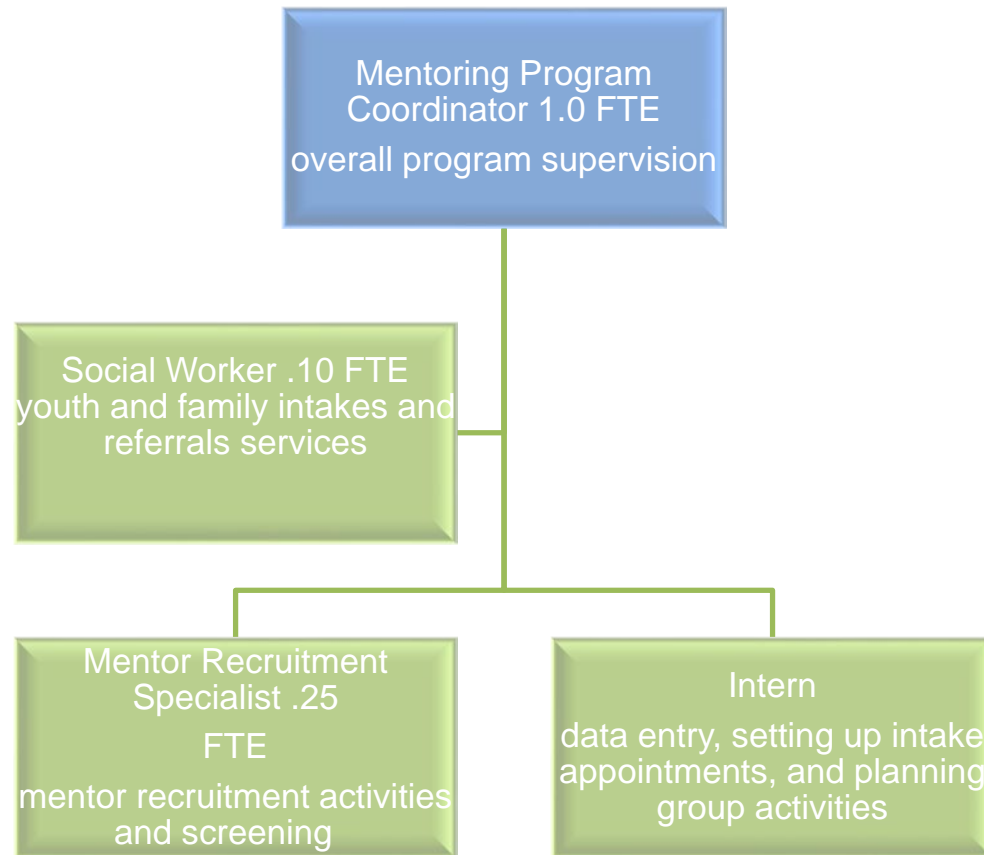 Mentoring Program
Coordinator 1.0 FTE
overall program supervision
Social Worker .10 FTE
youth and family intakes and
referrals services
Mentor Recruitment
Specialist .25
FTE
mentor recruitment activities
and screening
Intern
data entry, setting up intake
appointments, and planning
group activities